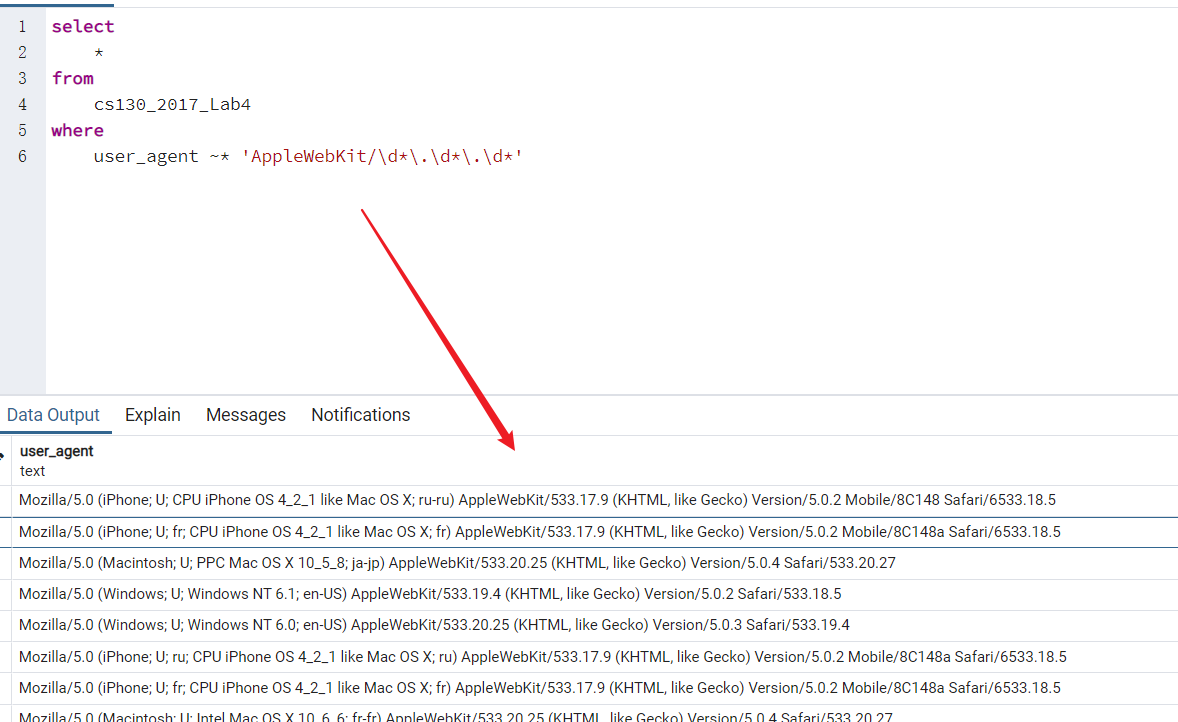 1 select
2 *
3 from
4 cs130_2017_Lab4
5 where
6 user_agent ~* 'AppleWebKit/\d*\.\d*\.\d*'
Data Output Explain Messages Notifications
user_agent
text
Mozilla/5.0 (iPhone; U; CPU iPhone OS 4_2_1 like Mac OS X; ru-ru) AppleWebKit/533.17.9 (KHTML, like Gecko) Version/5.0.2 Mobile/8C148 Safari/6533.18.5
Mozilla/5.0 (iPhone; U; fr; CPU iPhone OS 4_2_1 like Mac OS X; fr) AppleWebKit/533.17.9 (KHTML, like Gecko) Version/5.0.2 Mobile/8C148a Safari/6533.18.5
Mozilla/5.0 (Macintosh; U; PPC Mac OS X 10_5_8; ja-jp) AppleWebKit/533.20.25 (KHTML, like Gecko) Version/5.0.4 Safari/533.20.27
Mozilla/5.0 (Windows; U; Windows NT 6.1; en-US) AppleWebKit/533.19.4 (KHTML, like Gecko) Version/5.0.2 Safari/533.18.5
Mozilla/5.0 (Windows; U; Windows NT 6.0; en-US) AppleWebKit/533.20.25 (KHTML, like Gecko) Version/5.0.3 Safari/533.19.4
Mozilla/5.0 (iPhone; U; ru; CPU iPhone OS 4_2_1 like Mac OS X; ru) AppleWebKit/533.17.9 (KHTML, like Gecko) Version/5.0.2 Mobile/8C148a Safari/6533.18.5
Mozilla/5.0 (iPhone; U; fr; CPU iPhone OS 4_2_1 like Mac OS X; fr) AppleWebKit/533.17.9 (KHTML, like Gecko) Version/5.0.2 Mobile/8C148a Safari/6533.18.5
Mozilla/5.0 (Macintosh; U; Intel Mac OS X 10_6_6; fr-fr) AppleWebKit/533.20.25 (KHTML, like Gecko) Version/5.0.4 Safari/533.20.27